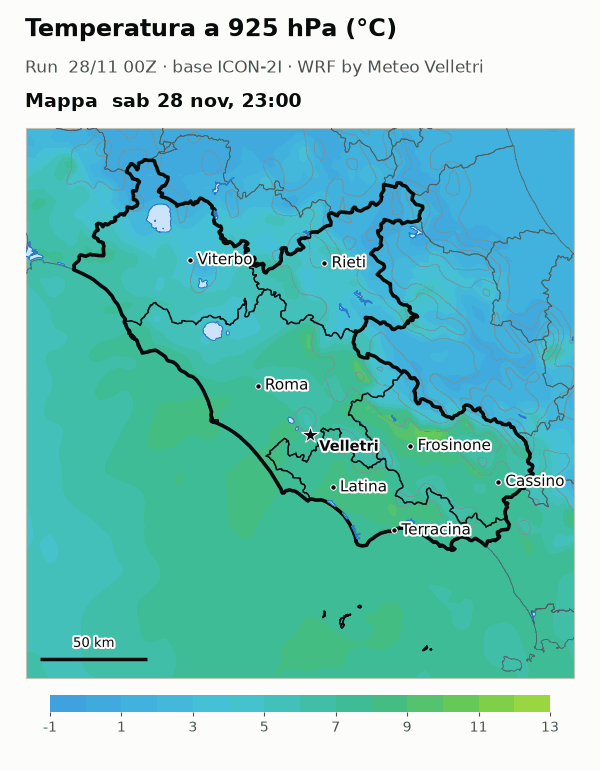 Temperatura a 925 hPa (°C)
Run  28/11 00Z · base ICON-2I · WRF by Meteo Velletri
Mappa  sab 28 nov, 23:00
Viterbo
Rieti
Roma
Velletri
Frosinone
Cassino
Latina
Terracina
50 km
-1 1 3 5 7 9 11 13